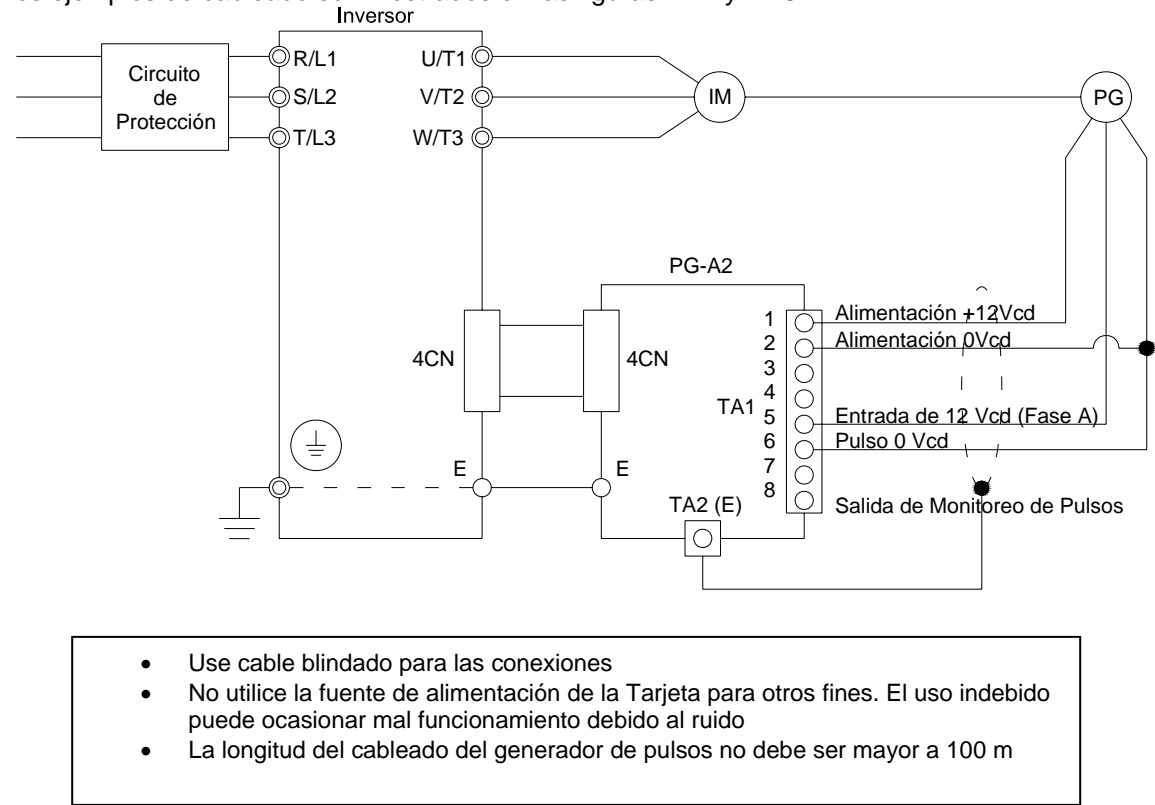 Inversor
R/L1
U/T1
Circuito
de
Protección
S/L2
V/T2
IM
PG
T/L3
W/T3
PG-A2
1
Alimentación +12Vcd
2
Alimentación 0Vcd
3
4CN
4CN
4
TA1
5
Entrada de 12 Vcd (Fase A)
6
Pulso 0 Vcd
7
E
E
8
TA2 (E)
Salida de Monitoreo de Pulsos
• Use cable blindado para las conexiones
• No utilice la fuente de alimentación de la Tarjeta para otros fines. El uso indebido
puede ocasionar mal funcionamiento debido al ruido
• La longitud del cableado del generador de pulsos no debe ser mayor a 100 m